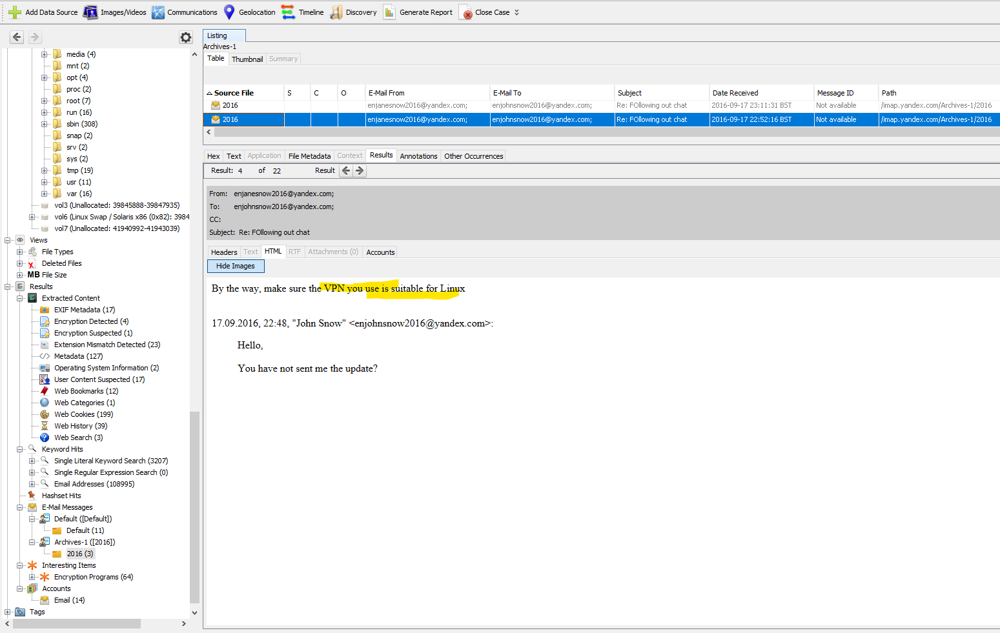 Add Data Source Images/Videos Communications Geolocation Timeline Discovery Generate Report Close Case
media (4)
mnt (2)
opt (4)
proc (2)
root (7)
run (16)
sbin (308)
snap (2)
srv (2)
sys (2)
tmp (19)
usr (11)
var (16)
vol3 (Unallocated: 39845888-39847935)
vol6 (Linux Swap / Solaris x86 (0x82): 3984
vol7 (Unallocated: 41940992-41943039)
Views
File Types
Deleted Files
MB File Size
Results
Extracted Content
EXIF Metadata (17)
Encryption Detected (4)
Encryption Suspected (1)
Extension Mismatch Detected (23)
Metadata (127)
Operating System Information (2)
User Content Suspected (17)
Web Bookmarks (12)
Web Categories (1)
Web Cookies (199)
Web History (39)
Web Search (3)
Keyword Hits
Single Literal Keyword Search (3207)
Single Regular Expression Search (0)
Email Addresses (108995)
Hashset Hits
E-Mail Messages
Default ([Default])
Default (11)
Archives-1 ([2016])
2016 (3)
Interesting Items
Encryption Programs (64)
Accounts
Email (14)
Tags
Listing
Archives-1
Table Thumbnail Summary
Source File S C O E-Mail From E-Mail To Subject Date Received Message ID Path
2016 enjanesnow2016@yandex.com; enjohnsnow2016@yandex.com; Re: FOllowing out chat 2016-09-17 23:11:31 BST Not available /imap.yandex.com/Archives-1/2016
2016 enjanesnow2016@yandex.com; enjohnsnow2016@yandex.com; Re: FOllowing out chat 2016-09-17 22:52:16 BST Not available /imap.yandex.com/Archives-1/2016
Hex Text Application File Metadata Context Results Annotations Other Occurrences
Result: 4 of 22 Result
From: enjanesnow2016@yandex.com;
To: enjohnsnow2016@yandex.com;
CC:
Subject: Re: FOllowing out chat
Headers Text HTML RTF Attachments (0) Accounts
Hide Images
By the way, make sure the VPN you use is suitable for Linux
17.09.2016, 22:48, "John Snow" <enjohnsnow2016@yandex.com>:
Hello,
You have not sent me the update?